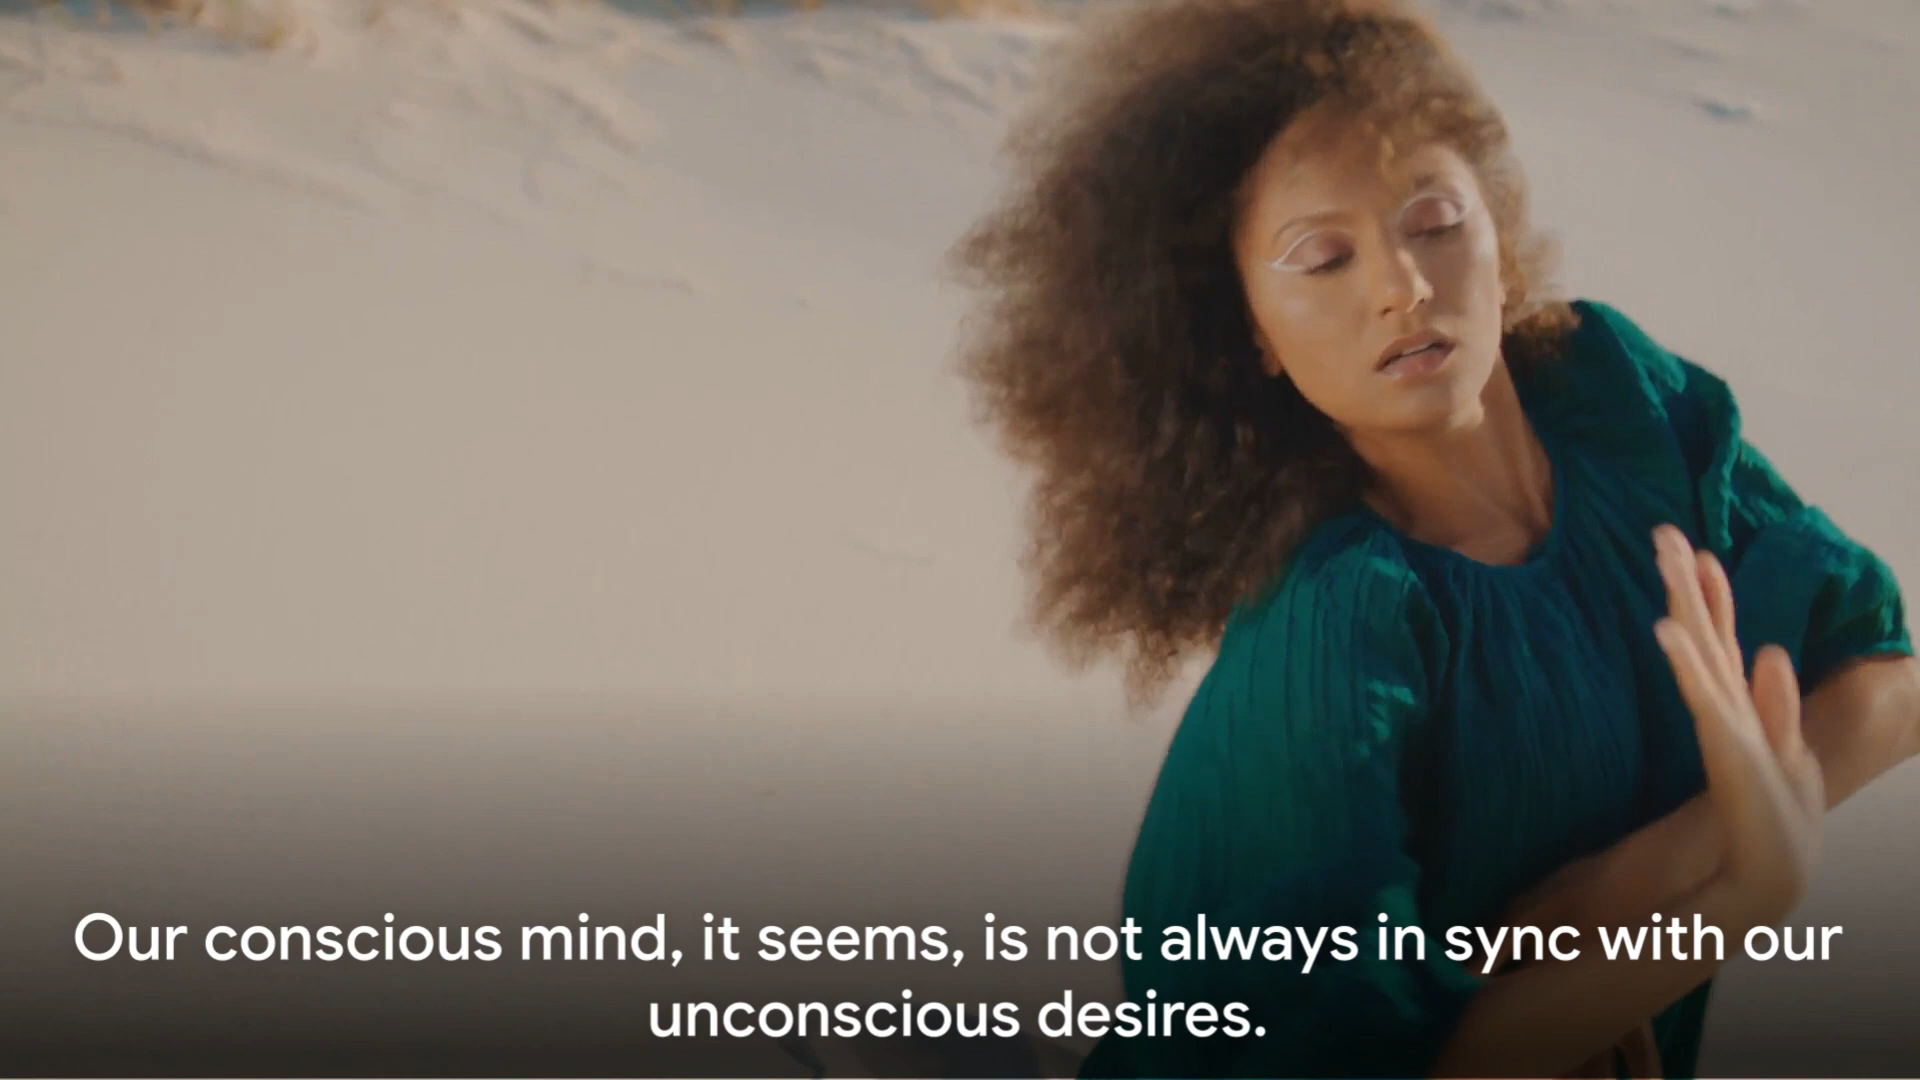 Our conscious mind, it seems, is not always in sync with our
unconscious desires.